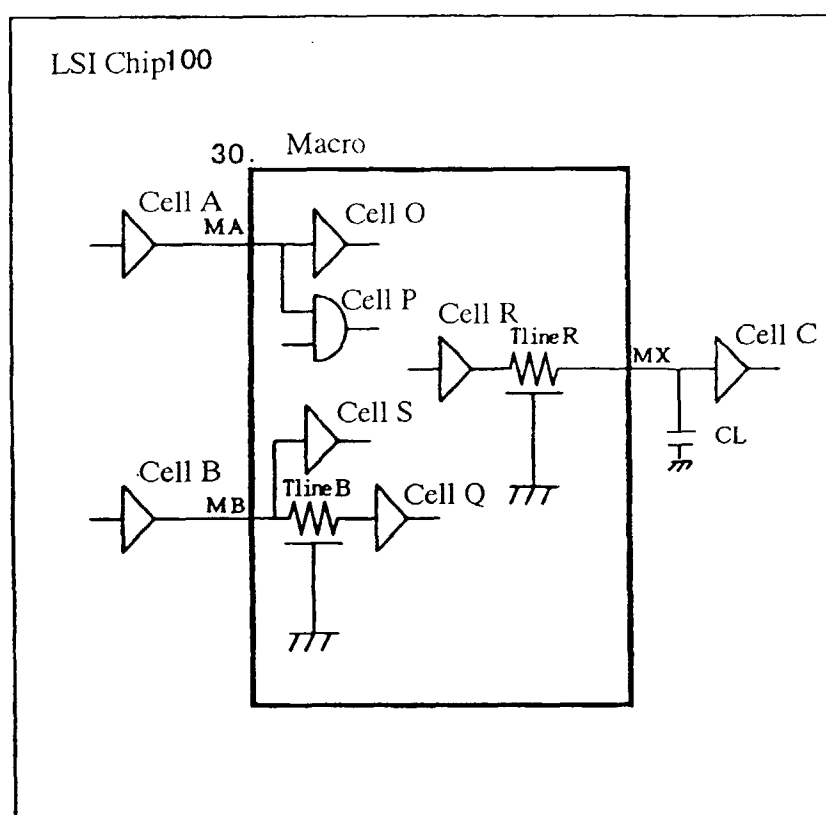 LSI Chip100
30. Macro
Cell A
MA
Cell O
Cell P
Cell R
TlineR
MX
Cell C
CL
Cell S
Cell B
MB
TlineB
Cell Q